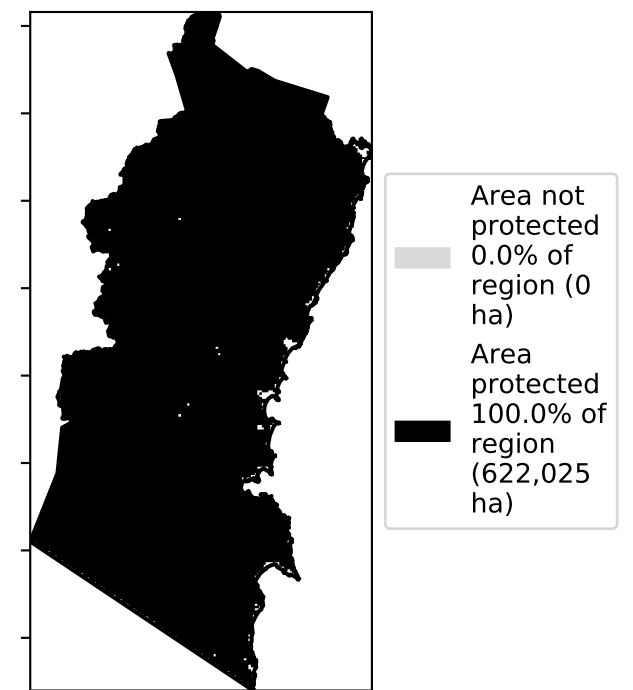 Area not
protected
0.0% of
region (0
ha)
Area
protected
100.0% of
region
(622,025
ha)